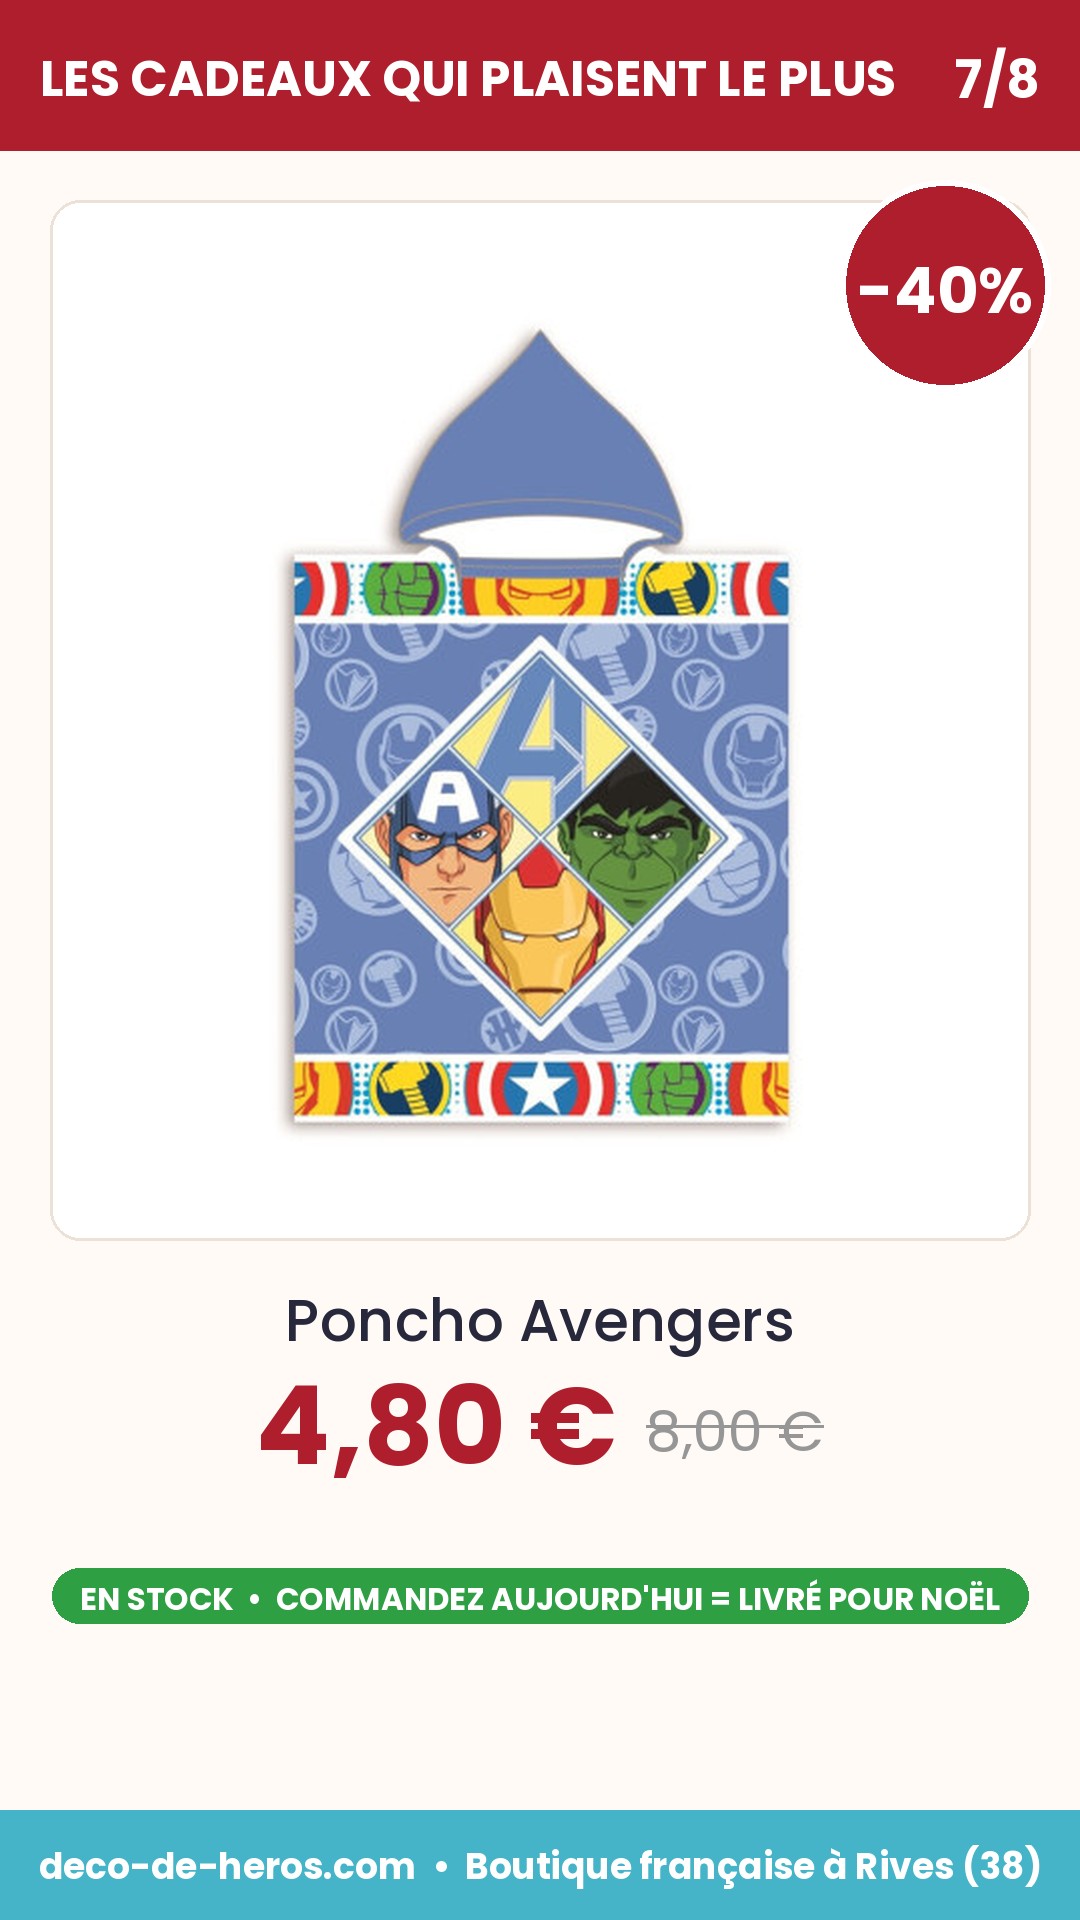 LES CADEAUX QUI PLAISENT LE PLUS 7/8
-40%
A
A
Poncho Avengers
4,80 € 8,00 €
EN STOCK • COMMANDEZ AUJOURD'HUI = LIVRÉ POUR NOËL
deco-de-heros.com • Boutique française à Rives (38)